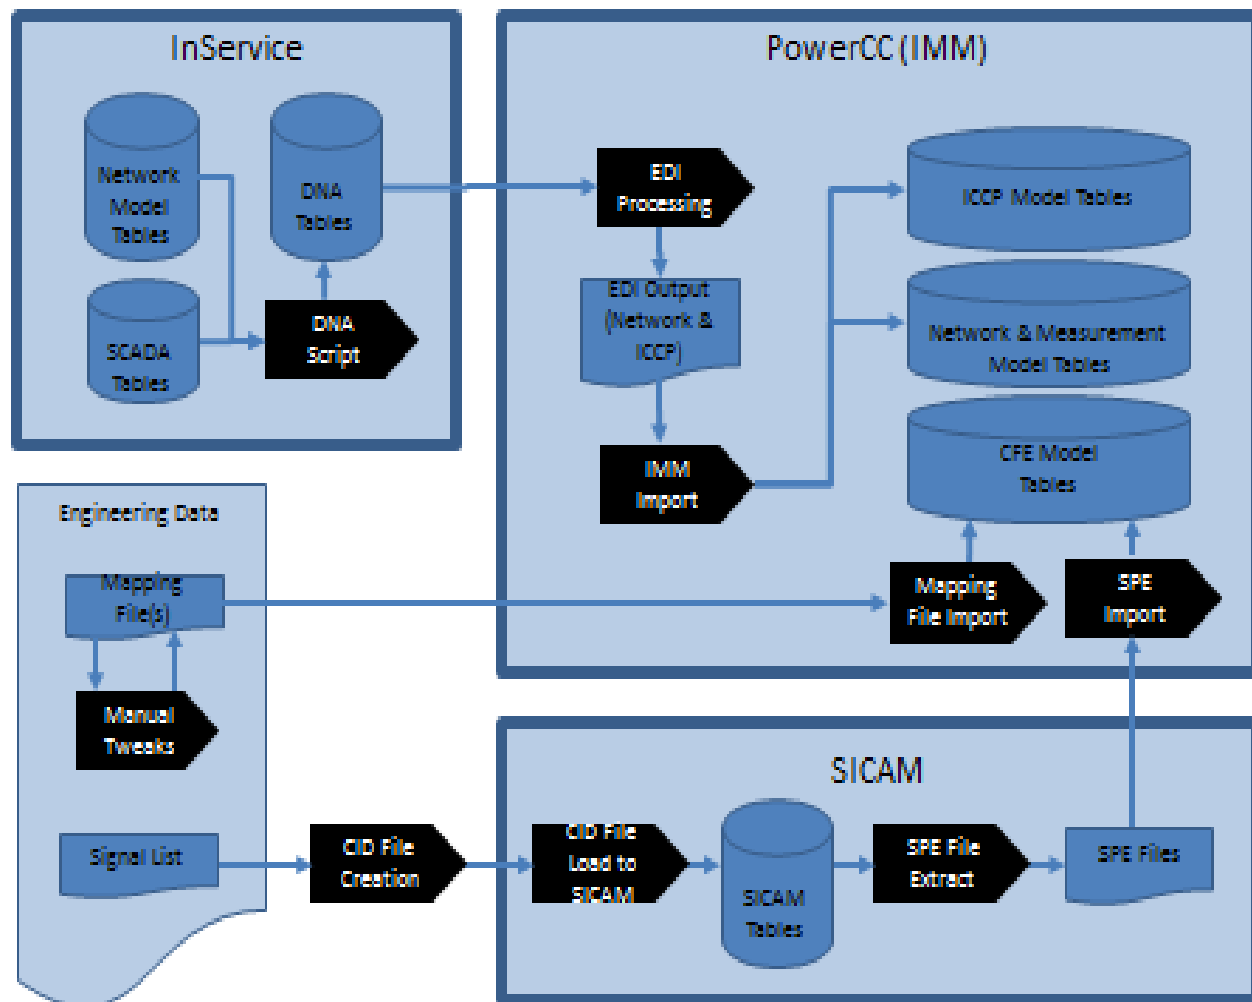 InService
Network
Model
Tables
DNA
Tables
SCADA
Tables
DNA
Script
PowerCC (IMM)
EDI
Processing
EDI Output
(Network &
ICCP)
IMM
Import
ICCP Model Tables
Network & Measurement
Model Tables
CFE Model
Tables
Mapping
File Import
SPE
Import
Engineering Data
Mapping
File(s)
Manual
Tweaks
Signal List
CID File
Creation
SICAM
CID File
Load to
SICAM
SICAM
Tables
SPE File
Extract
SPE Files